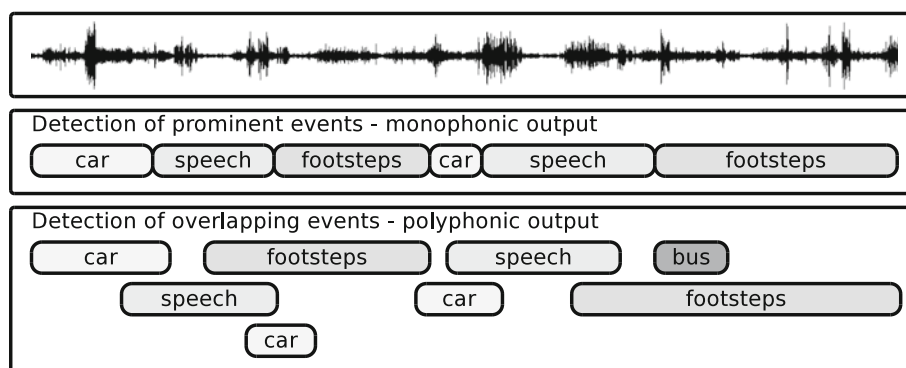 Detection of prominent events - monophonic output
car speech footsteps car speech footsteps
Detection of overlapping events - polyphonic output
car footsteps speech bus
speech car footsteps
car